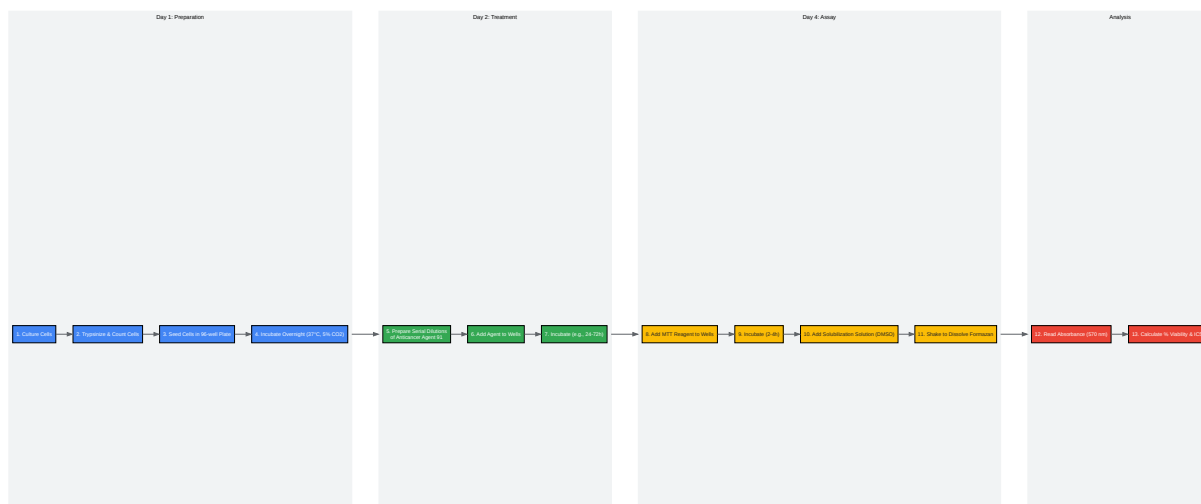 Day 1: Preparation
Day 2: Treatment
Day 4: Assay
Analysis
1. Culture Cells
2. Trypsinize & Count Cells
3. Seed Cells in 96-well Plate
4. Incubate Overnight (37°C, 5% CO2)
5. Prepare Serial Dilutions
of Anticancer Agent 91
6. Add Agent to Wells
7. Incubate (e.g., 24-72h)
8. Add MTT Reagent to Wells
9. Incubate (2-4h)
10. Add Solubilization Solution (DMSO)
11. Shake to Dissolve Formazan
12. Read Absorbance (570 nm)
13. Calculate % Viability &